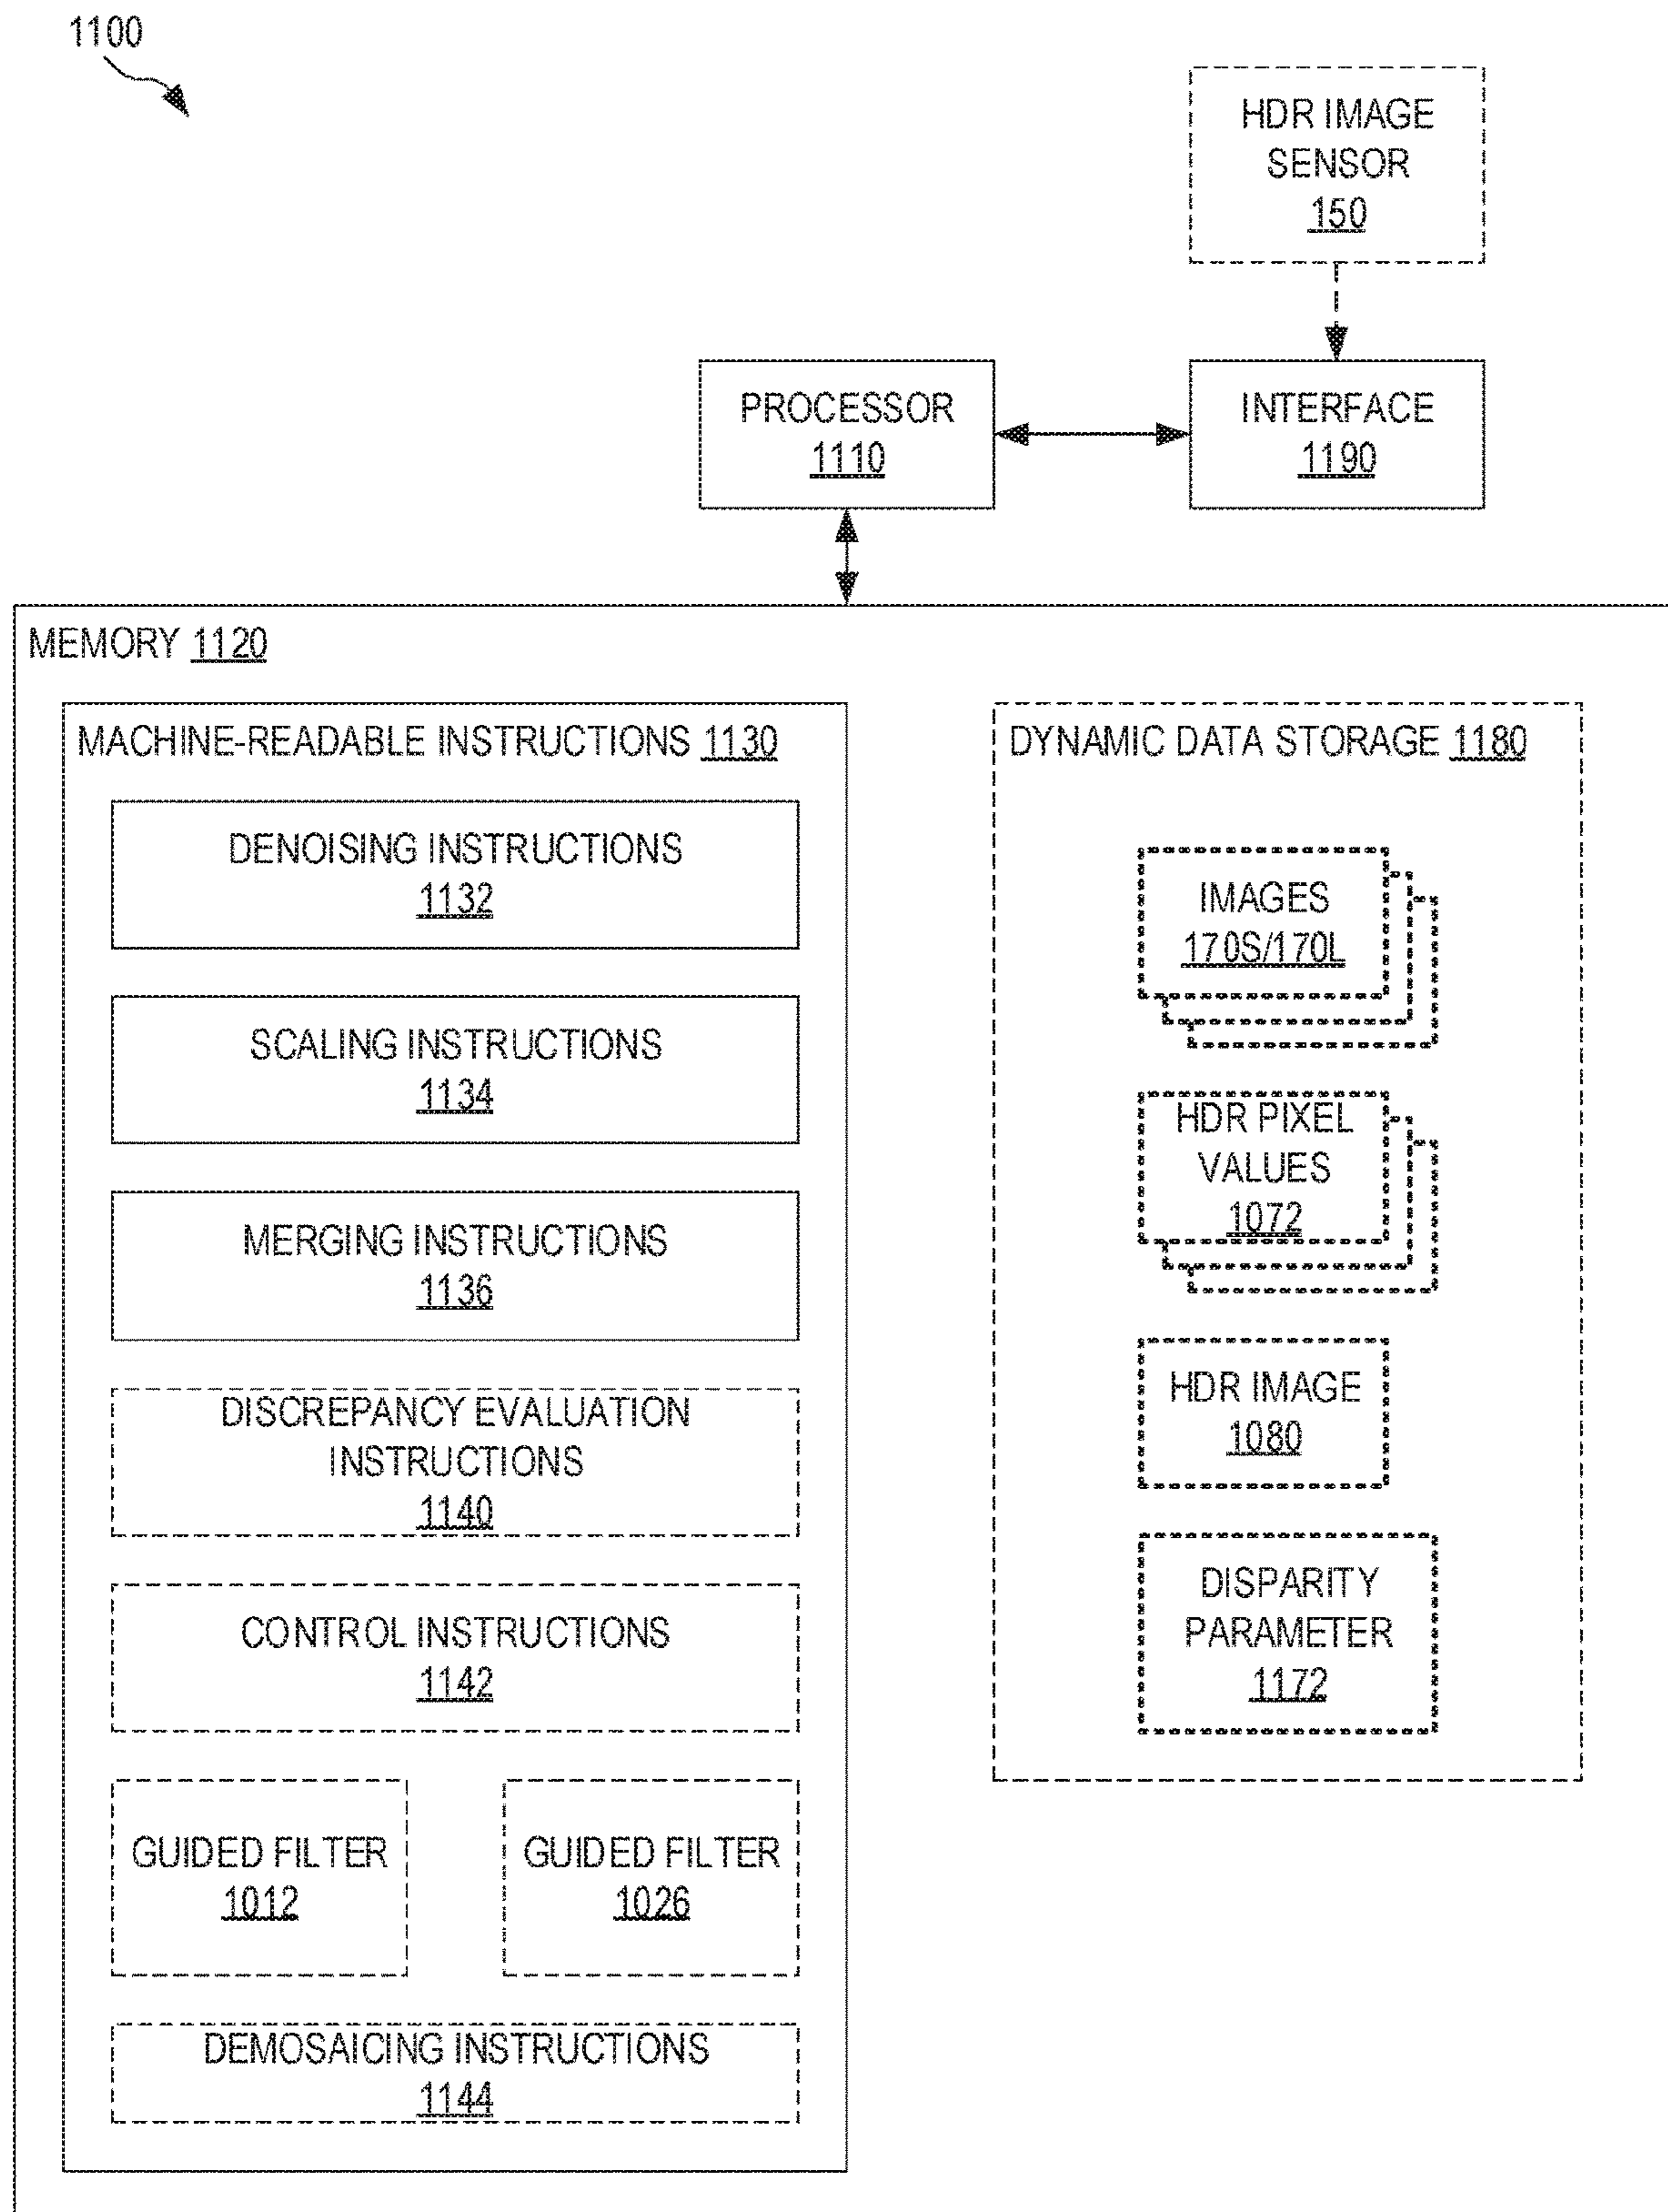 1100
HDR IMAGE
SENSOR
150
PROCESSOR
1110
INTERFACE
1190
MEMORY 1120
MACHINE-READABLE INSTRUCTIONS 1130
DENOISING INSTRUCTIONS
1132
SCALING INSTRUCTIONS
1134
MERGING INSTRUCTIONS
1136
DISCREPANCY EVALUATION
INSTRUCTIONS
1140
CONTROL INSTRUCTIONS
1142
GUIDED FILTER
1012
GUIDED FILTER
1026
DEMOSAICING INSTRUCTIONS
1144
DYNAMIC DATA STORAGE 1180
IMAGES
170S/170L
HDR PIXEL
VALUES
1072
HDR IMAGE
1080
DISPARITY
PARAMETER
1172